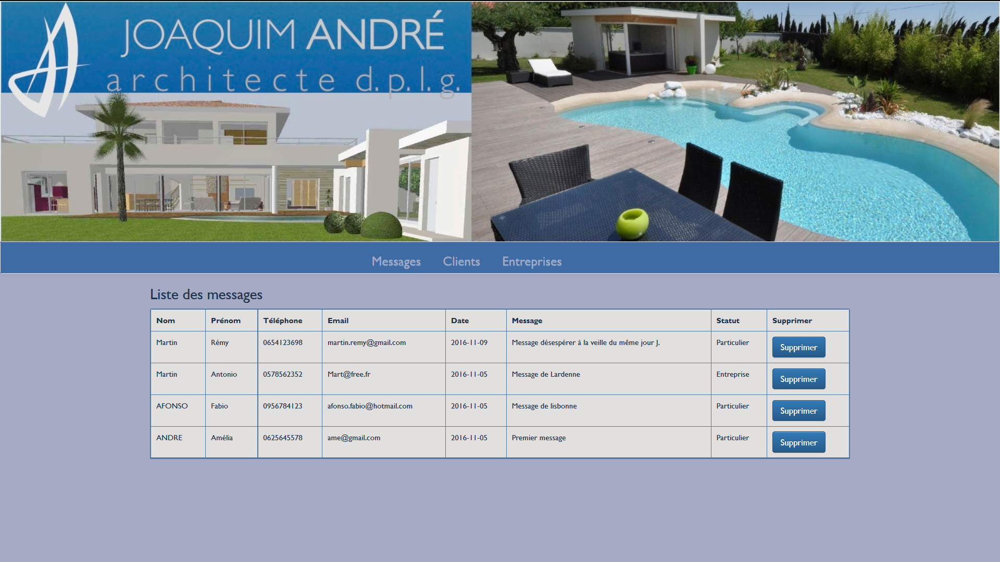 JOAQUIM ANDRÉ
architecte d.p.l.g.
Messages Clients Entreprises
Liste des messages
Nom Prénom Téléphone Email Date Message Statut Supprimer
Martin Rémy 0654123698 martin.remy@gmail.com 2016-11-09 Message désespérer à la veille du même jour J. Particulier Supprimer
Martin Antonio 0578562352 Mart@free.fr 2016-11-05 Message de Lardenne Entreprise Supprimer
AFONSO Fabio 0956784123 afonso.fabio@hotmail.com 2016-11-05 Message de lisbonne Particulier Supprimer
ANDRE Amélia 0625645578 ame@gmail.com 2016-11-05 Premier message Particulier Supprimer